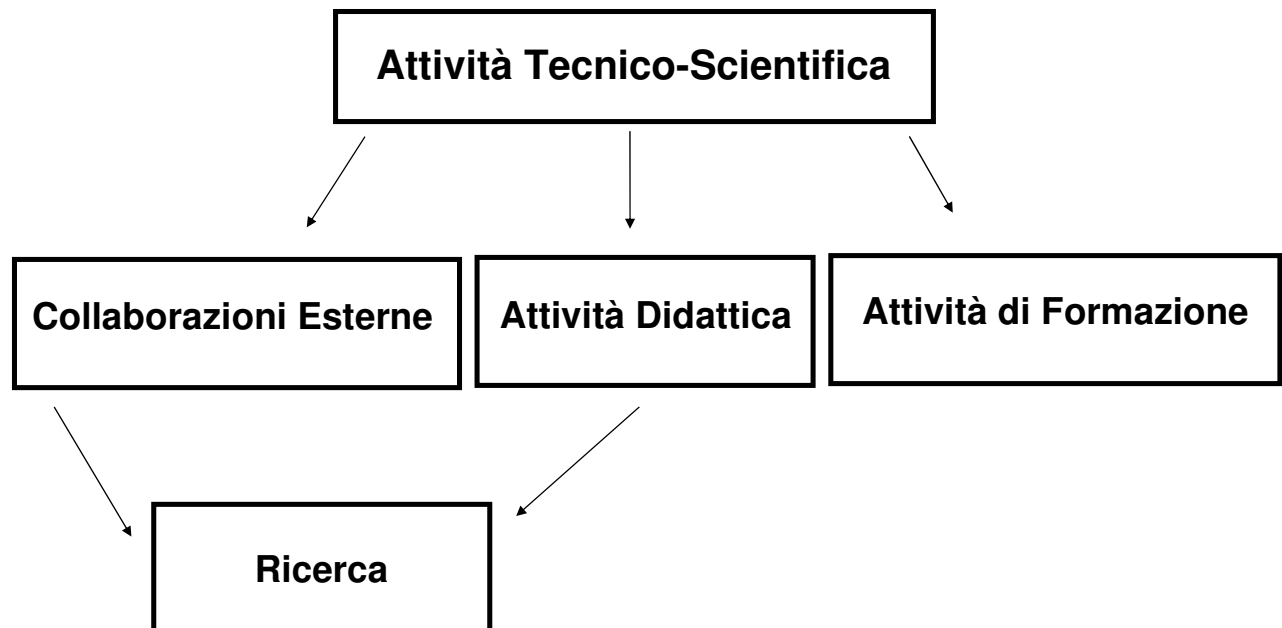 Attività Tecnico-Scientifica
Collaborazioni Esterne
Attività Didattica
Attività di Formazione
Ricerca